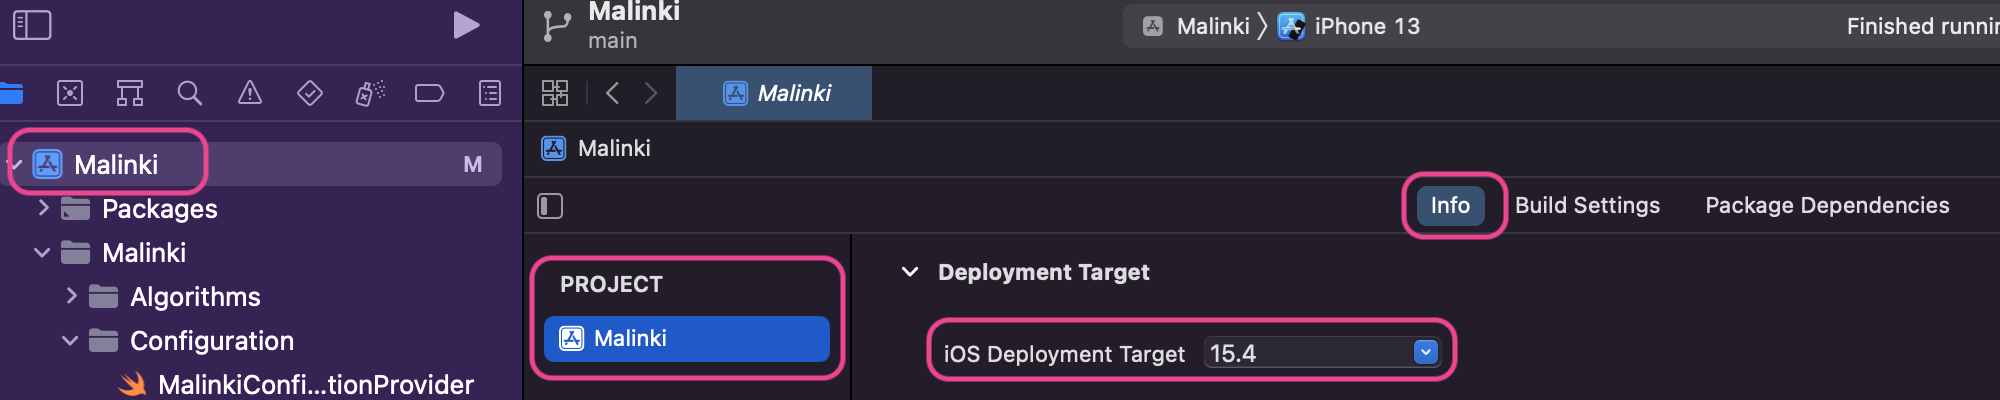 Malinki
main
Malinki
iPhone 13
Finished runnin
Malinki
Malinki
Malinki
M
Packages
Malinki
Algorithms
Configuration
MalinkiConfi...tionProvider
Info
Build Settings
Package Dependencies
PROJECT
Malinki
Deployment Target
iOS Deployment Target
15.4